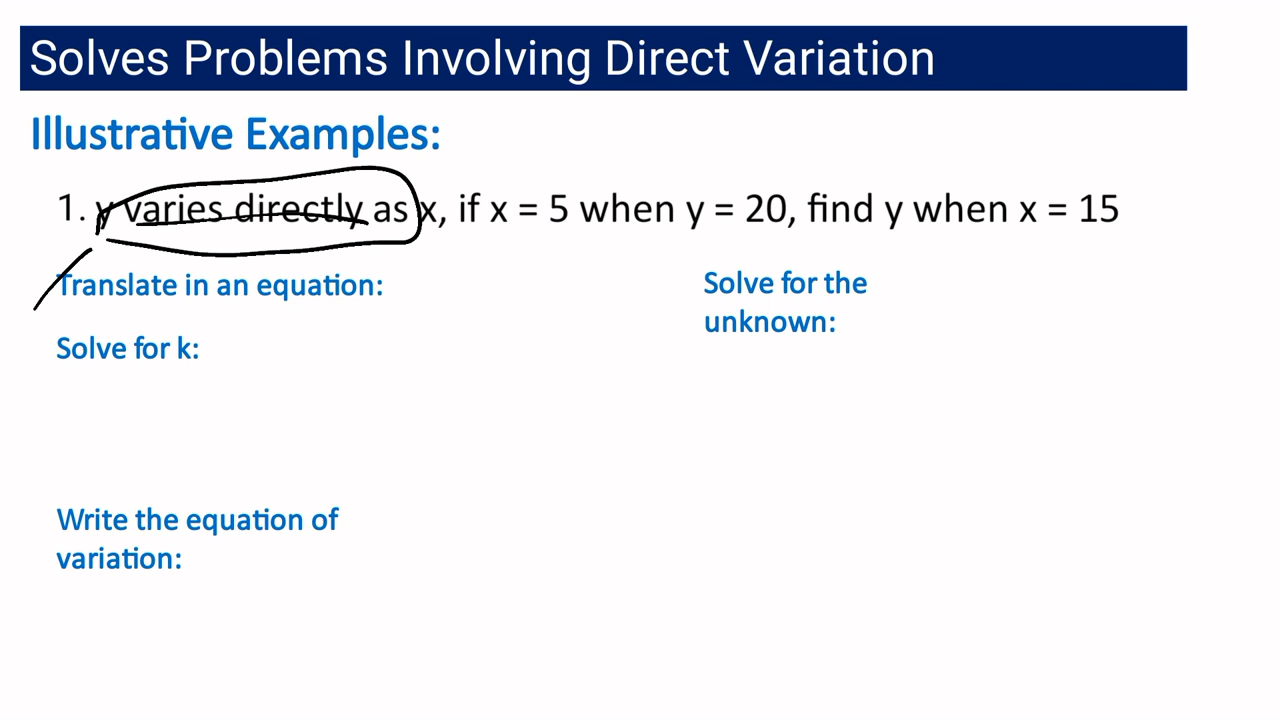 Solves Problems Involving Direct Variation
Illustrative Examples:
1. y varies directly as x, if x = 5 when y = 20, find y when x = 15
Translate in an equation:
Solve for k:
Write the equation of
variation:
Solve for the
unknown: